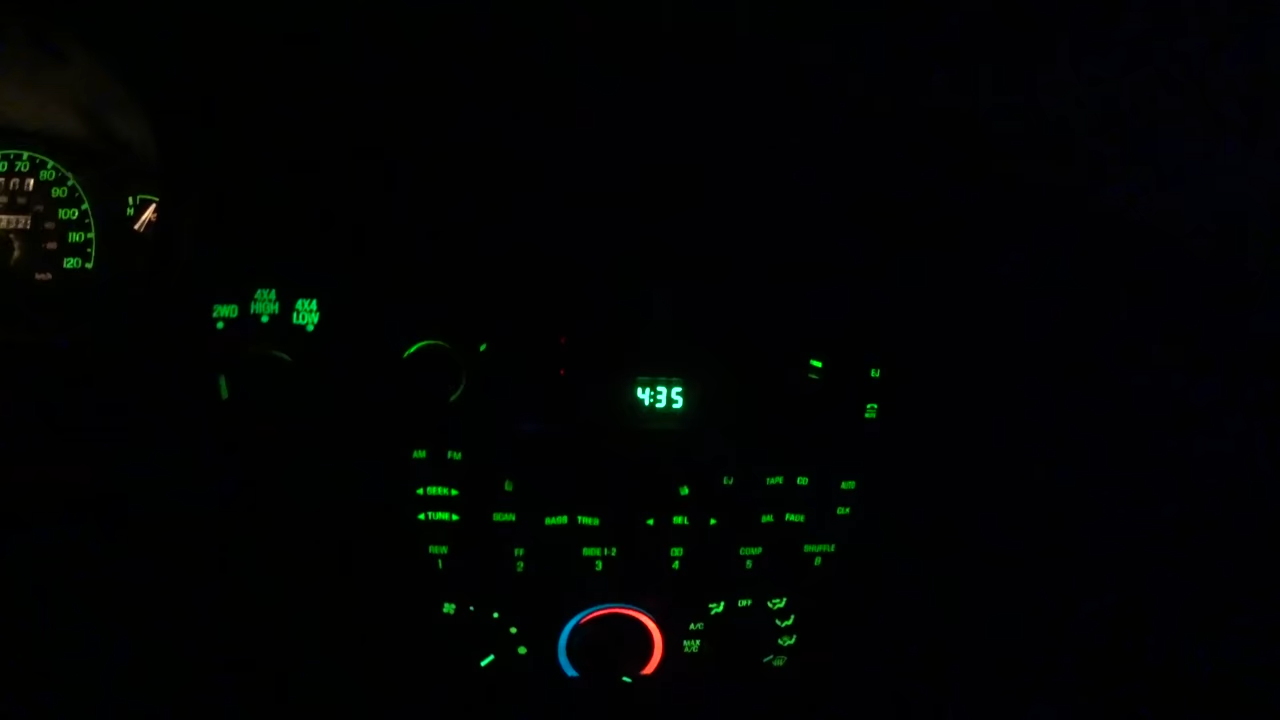 70
80
90
100
110
120
H
2WD
4X4 HIGH
4X4 LOW
4:35
EJ
AM FM
◀ SEEK ▶
EJ TAPE CD AUTO
◀ TUNE ▶ SCAN BASS TREB ◀ SEL ▶ BAL FADE CLK
REW FF SIDE 1-2 COMP SHUFFLE
1 2 3 4 5 6
OFF
A/C
MAX A/C